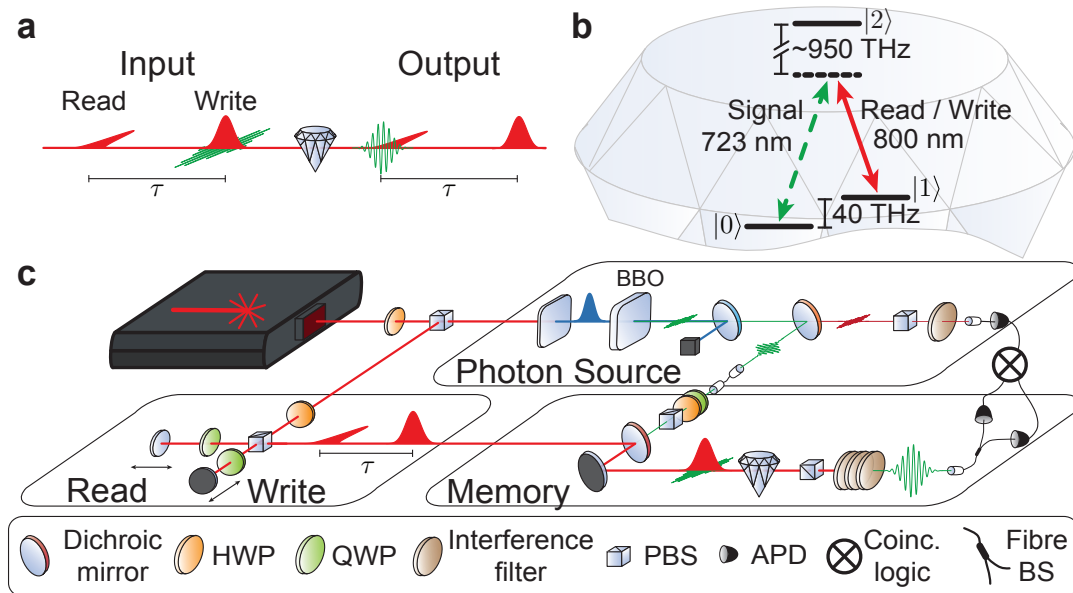 a
Input
Output
Read
Write
τ
τ
b
|2⟩
~950 THz
Signal
723 nm
Read / Write
800 nm
|1⟩
|0⟩
40 THz
c
BBO
Photon Source
τ
Read
Write
Memory
Dichroic
mirror
HWP
QWP
Interference
filter
PBS
APD
Coinc.
logic
Fibre
BS